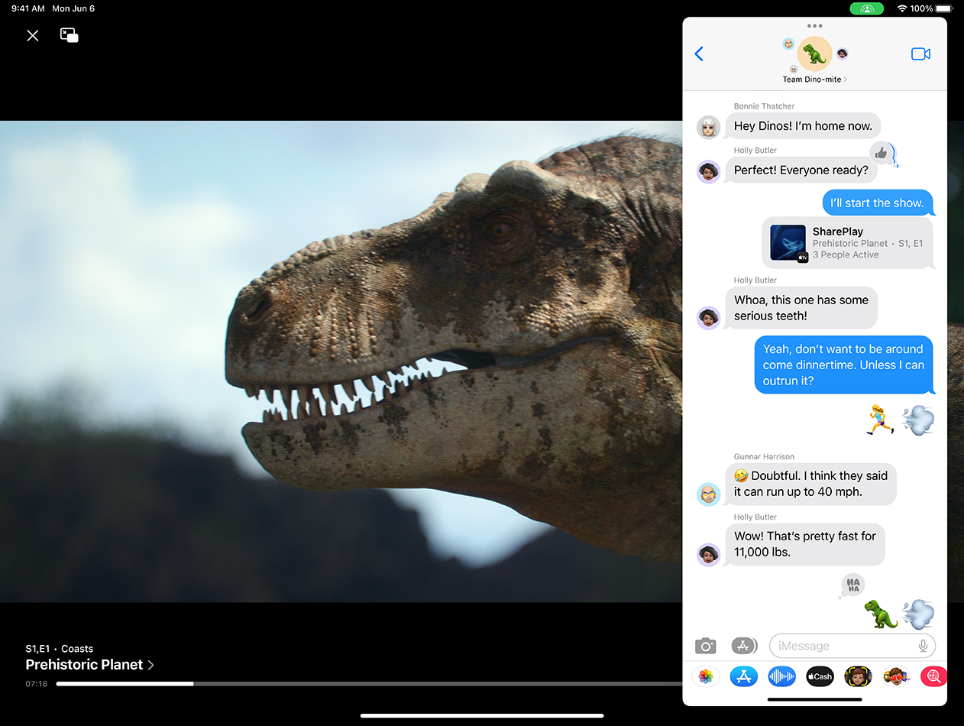 9:41 AM Mon Jun 6
100%
Team Dino-mite
Bonnie Thatcher
Hey Dinos! I'm home now.
Holly Butler
Perfect! Everyone ready?
I'll start the show.
SharePlay
Prehistoric Planet • S1, E1
3 People Active
tv
Holly Butler
Whoa, this one has some
serious teeth!
Yeah, don't want to be around
come dinnertime. Unless I can
outrun it?
Gunnar Harrison
Doubtful. I think they said
it can run up to 40 mph.
Holly Butler
Wow! That's pretty fast for
11,000 lbs.
HA
HA
iMessage
Cash
S1,E1 • Coasts
Prehistoric Planet
07:18